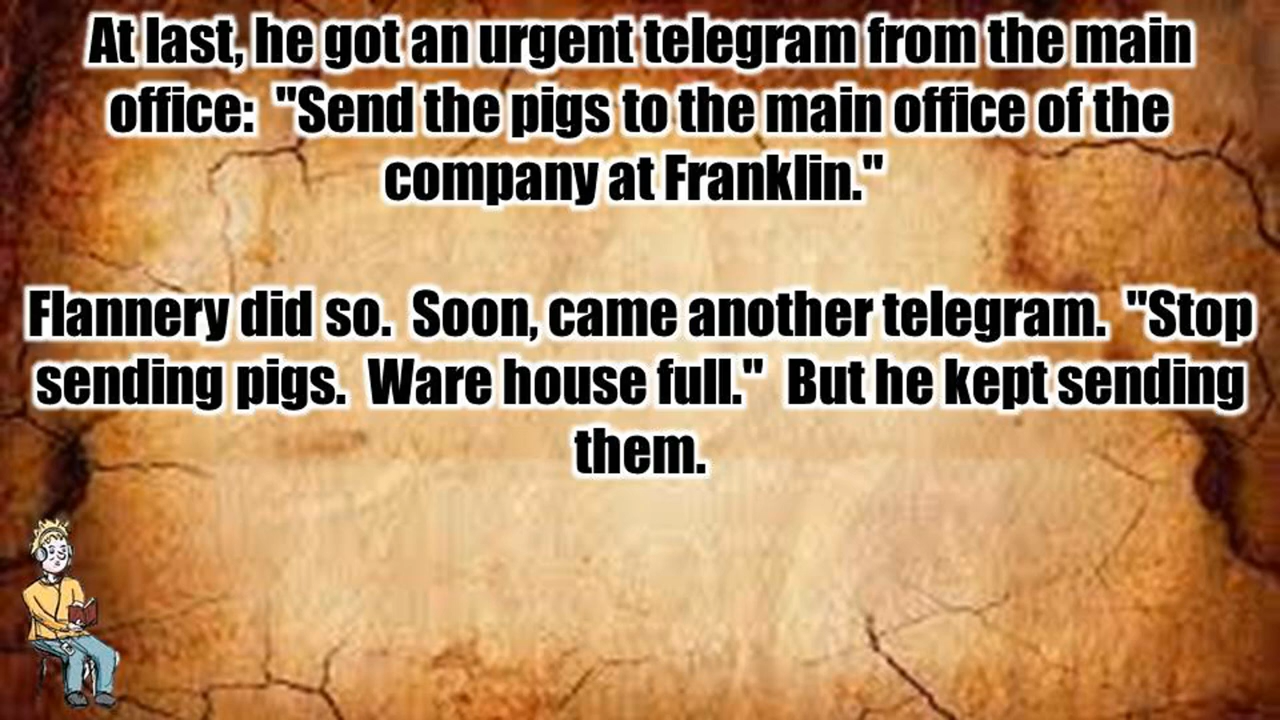 At last, he got an urgent telegram from the main
office:  "Send the pigs to the main office of the
company at Franklin."
Flannery did so.  Soon, came another telegram.  "Stop
sending pigs.  Ware house full."  But he kept sending
them.